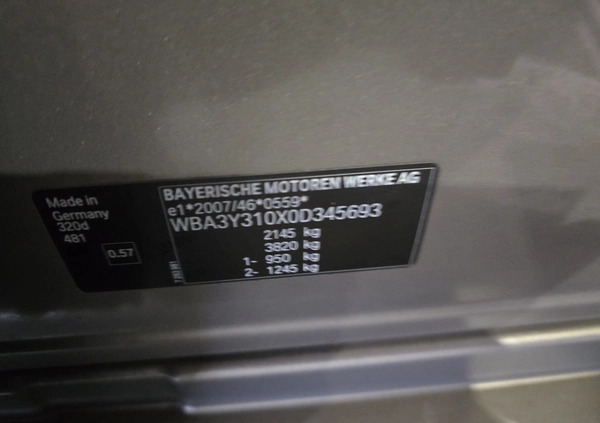 Made in
Germany
320d
481
0.57
BAYERISCHE MOTOREN WERKE AG
e1*2007/46*0559*
WBA3Y310X0D345693
2145 kg
3820 kg
1- 950 kg
2- 1245 kg